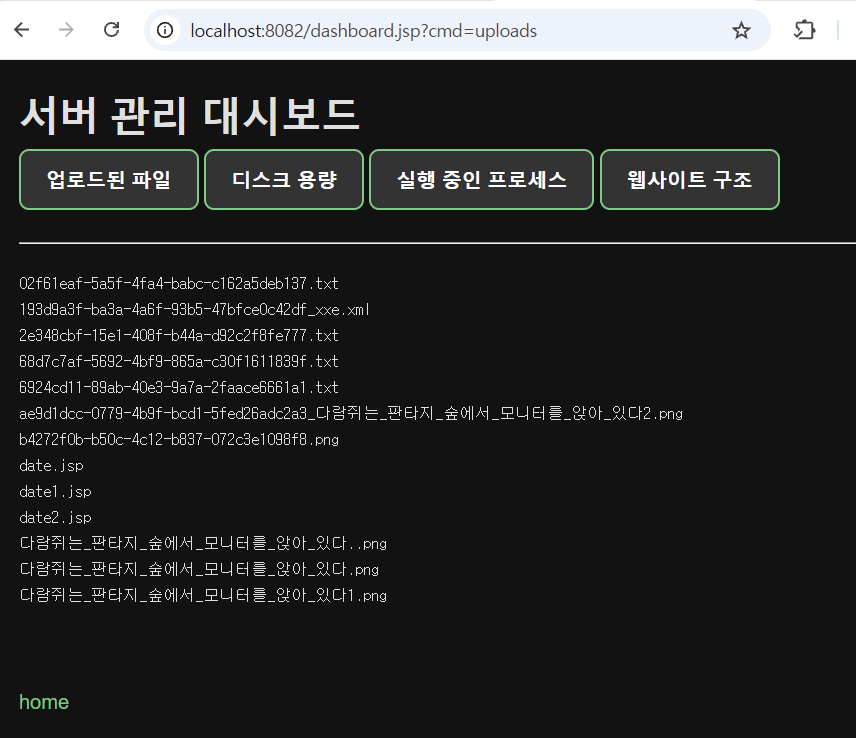 localhost:8082/dashboard.jsp?cmd=uploads
서버 관리 대시보드
업로드된 파일 디스크 용량 실행 중인 프로세스 웹사이트 구조
02f61eaf-5a5f-4fa4-babc-c162a5deb137.txt
193d9a3f-ba3a-4a6f-93b5-47bfce0c42df_xxe.xml
2e348cbf-15e1-408f-b44a-d92c2f8fe777.txt
68d7c7af-5692-4bf9-865a-c30f1611839f.txt
6924cd11-89ab-40e3-9a7a-2faace6661a1.txt
ae9d1dcc-0779-4b9f-bcd1-5fed26adc2a3_다람쥐는_판타지_숲에서_모니터를_앉아_있다2.png
b4272f0b-b50c-4c12-b837-072c3e1098f8.png
date.jsp
date1.jsp
date2.jsp
다람쥐는_판타지_숲에서_모니터를_앉아_있다..png
다람쥐는_판타지_숲에서_모니터를_앉아_있다.png
다람쥐는_판타지_숲에서_모니터를_앉아_있다1.png
home